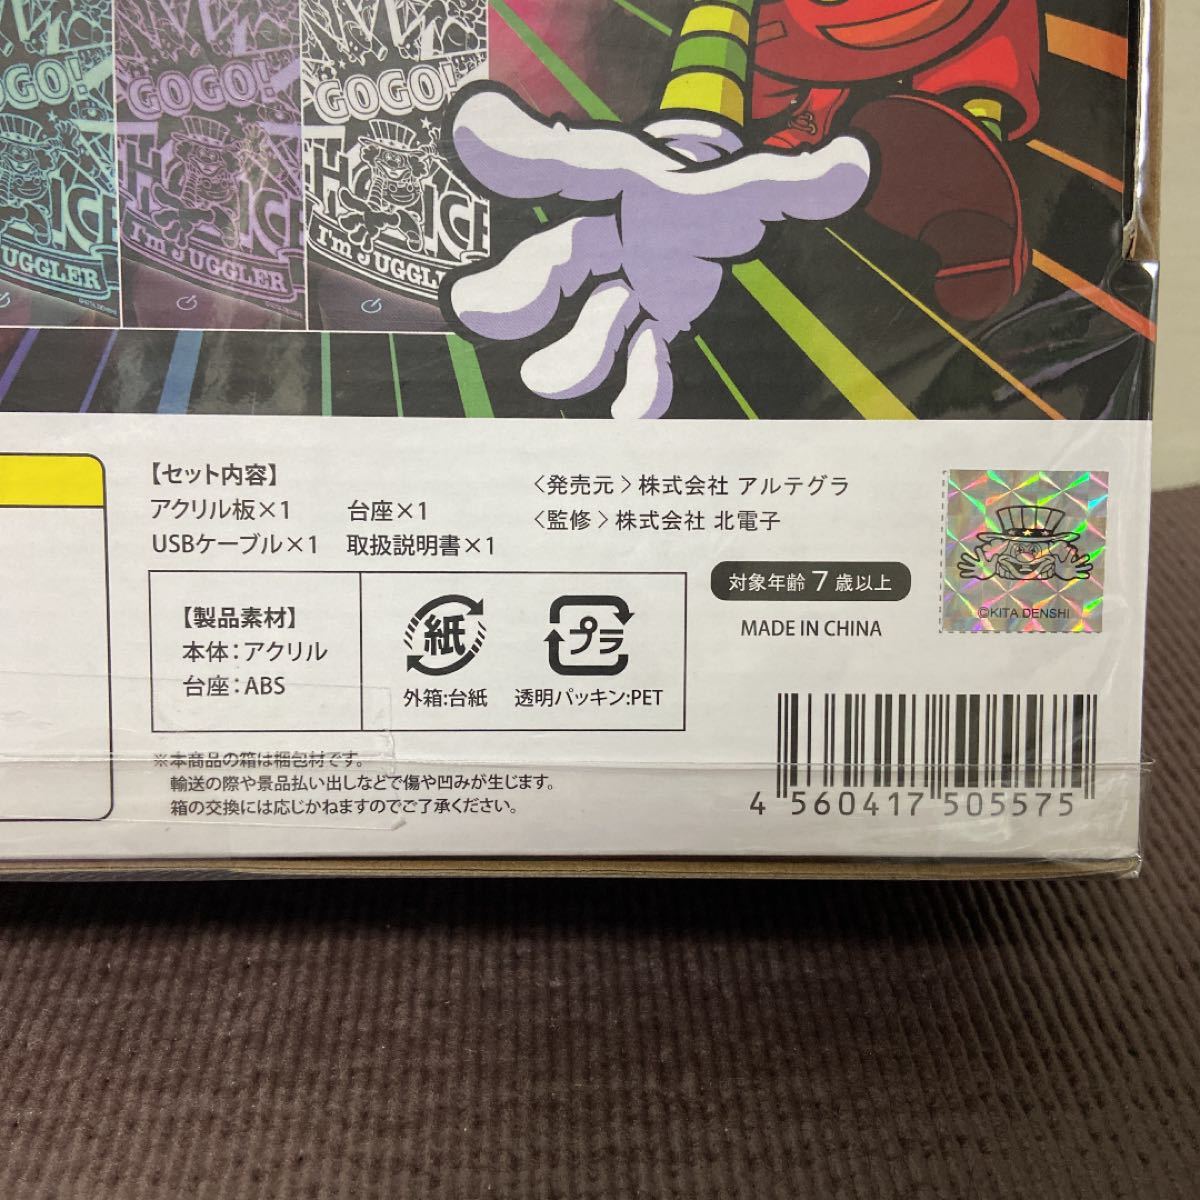 GOGO!
GOGO!
GOGO!
I'm JUGGLER
I'm JUGGLER
【セット内容】
アクリル板×1 台座×1
USBケーブル×1 取扱説明書×1
<発売元>株式会社 アルテグラ
<監修>株式会社 北電子
対象年齢 7 歳以上
MADE IN CHINA
©KITA DENSHI
【製品素材】
本体:アクリル
台座:ABS
紙
外箱:台紙
プラ
透明パッキン:PET
※本商品の箱は梱包材です。
輸送の際や景品払い出しなどで傷や凹みが生じます。
箱の交換には応じかねますのでご了承ください。
4 560417 505575